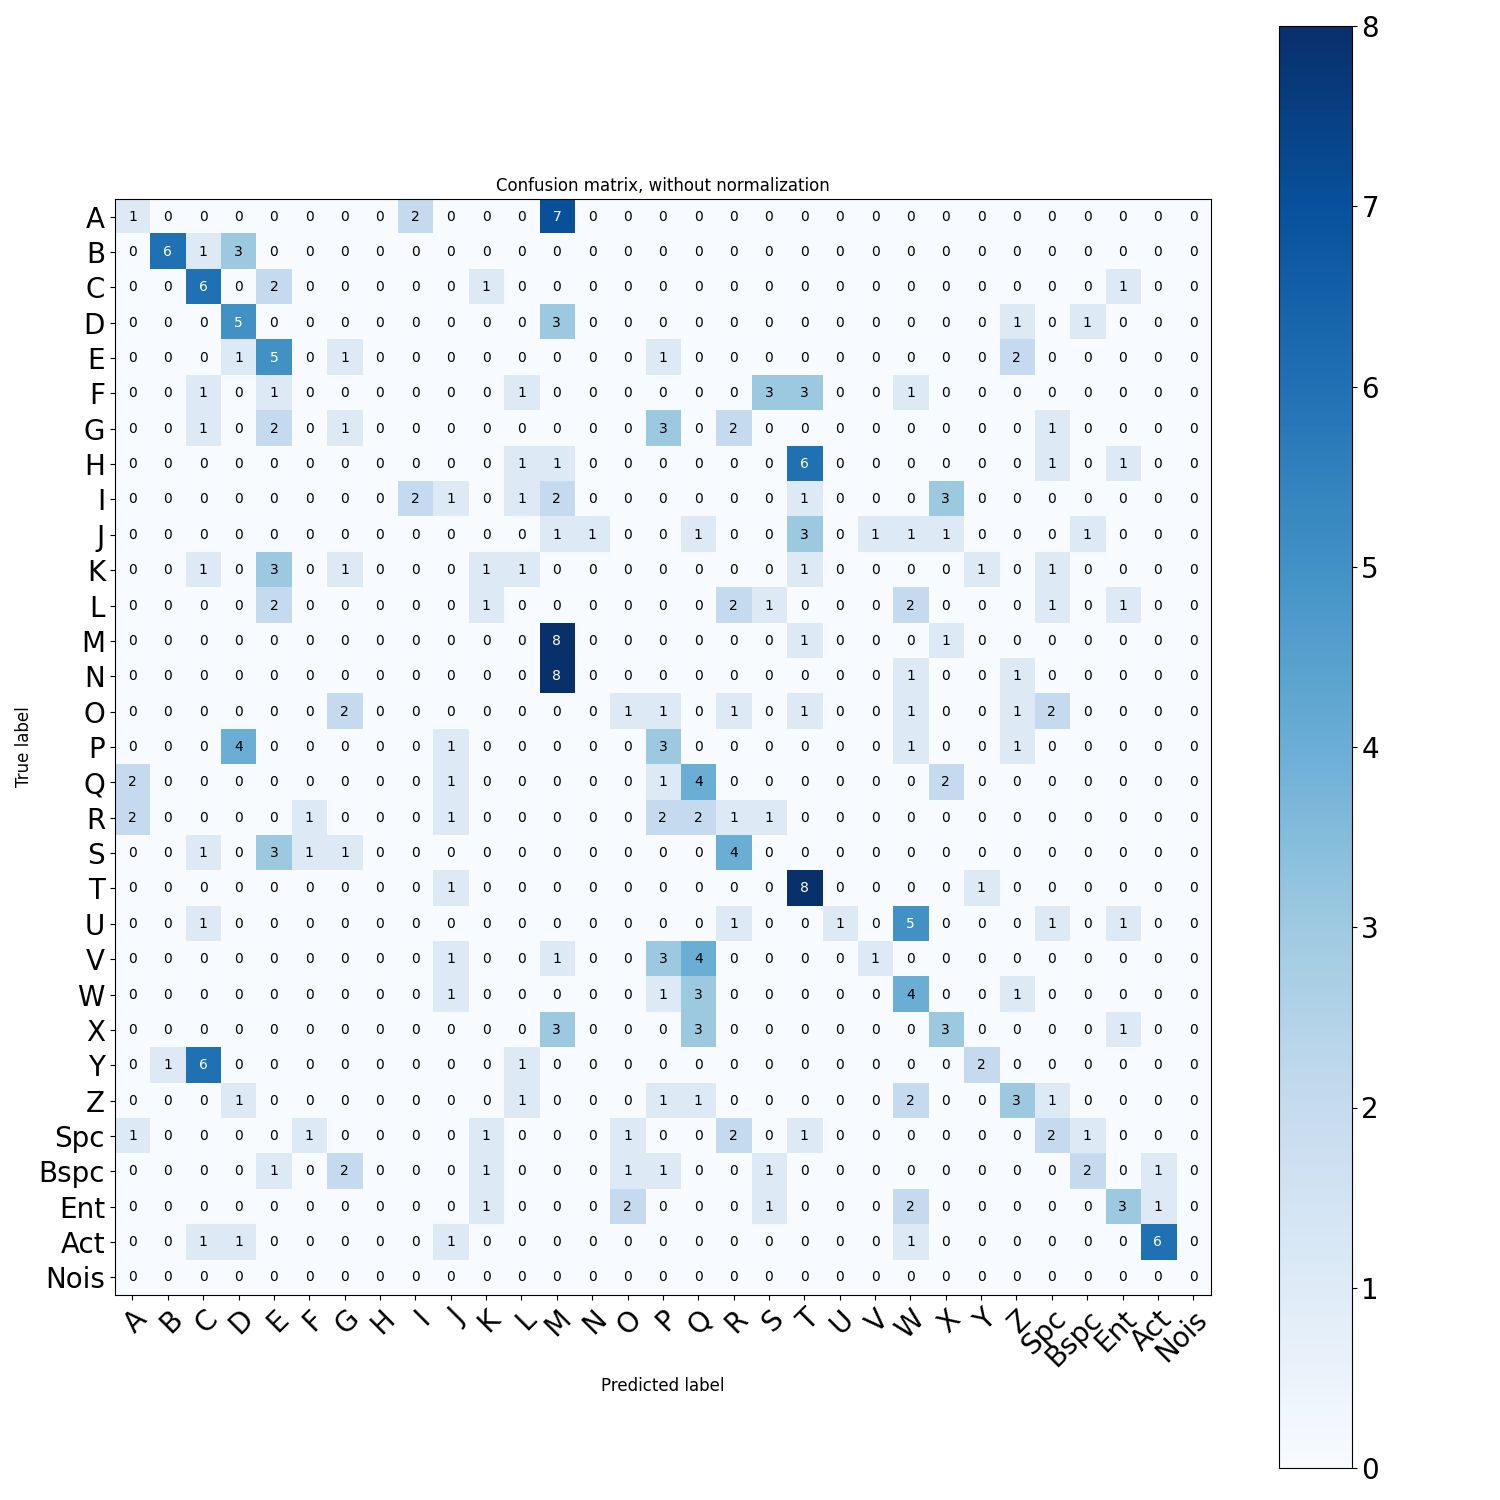 Confusion matrix, without normalization
A 1 0 0 0 0 0 0 0 2 0 0 0 7 0 0 0 0 0 0 0 0 0 0 0 0 0 0 0 0 0 0
B 0 6 1 3 0 0 0 0 0 0 0 0 0 0 0 0 0 0 0 0 0 0 0 0 0 0 0 0 0 0 0
C 0 0 6 0 2 0 0 0 0 0 1 0 0 0 0 0 0 0 0 0 0 0 0 0 0 0 0 0 1 0 0
D 0 0 0 5 0 0 0 0 0 0 0 0 3 0 0 0 0 0 0 0 0 0 0 0 0 1 0 1 0 0 0
E 0 0 0 1 5 0 1 0 0 0 0 0 0 0 0 1 0 0 0 0 0 0 0 0 0 2 0 0 0 0 0
F 0 0 1 0 1 0 0 0 0 0 0 1 0 0 0 0 0 0 3 3 0 0 1 0 0 0 0 0 0 0 0
G 0 0 1 0 2 0 1 0 0 0 0 0 0 0 0 3 0 2 0 0 0 0 0 0 0 0 1 0 0 0 0
H 0 0 0 0 0 0 0 0 0 0 0 1 1 0 0 0 0 0 0 6 0 0 0 0 0 0 1 0 1 0 0
I 0 0 0 0 0 0 0 0 2 1 0 1 2 0 0 0 0 0 0 1 0 0 0 3 0 0 0 0 0 0 0
J 0 0 0 0 0 0 0 0 0 0 0 0 1 1 0 0 1 0 0 3 0 1 1 1 0 0 0 1 0 0 0
K 0 0 1 0 3 0 1 0 0 0 1 1 0 0 0 0 0 0 0 1 0 0 0 0 1 0 1 0 0 0 0
L 0 0 0 0 2 0 0 0 0 0 1 0 0 0 0 0 0 2 1 0 0 0 2 0 0 0 1 0 1 0 0
M 0 0 0 0 0 0 0 0 0 0 0 0 8 0 0 0 0 0 0 1 0 0 0 1 0 0 0 0 0 0 0
N 0 0 0 0 0 0 0 0 0 0 0 0 8 0 0 0 0 0 0 0 0 0 1 0 0 1 0 0 0 0 0
O 0 0 0 0 0 0 2 0 0 0 0 0 0 0 1 1 0 1 0 1 0 0 1 0 0 1 2 0 0 0 0
P 0 0 0 4 0 0 0 0 0 1 0 0 0 0 0 3 0 0 0 0 0 0 1 0 0 1 0 0 0 0 0
Q 2 0 0 0 0 0 0 0 0 1 0 0 0 0 0 1 4 0 0 0 0 0 0 2 0 0 0 0 0 0 0
R 2 0 0 0 0 1 0 0 0 1 0 0 0 0 0 2 2 1 1 0 0 0 0 0 0 0 0 0 0 0 0
S 0 0 1 0 3 1 1 0 0 0 0 0 0 0 0 0 0 4 0 0 0 0 0 0 0 0 0 0 0 0 0
T 0 0 0 0 0 0 0 0 0 1 0 0 0 0 0 0 0 0 0 8 0 0 0 0 1 0 0 0 0 0 0
U 0 0 1 0 0 0 0 0 0 0 0 0 0 0 0 0 0 1 0 0 1 0 5 0 0 0 1 0 1 0 0
V 0 0 0 0 0 0 0 0 0 1 0 0 1 0 0 3 4 0 0 0 0 1 0 0 0 0 0 0 0 0 0
W 0 0 0 0 0 0 0 0 0 1 0 0 0 0 0 1 3 0 0 0 0 0 4 0 0 1 0 0 0 0 0
X 0 0 0 0 0 0 0 0 0 0 0 0 3 0 0 0 3 0 0 0 0 0 0 3 0 0 0 0 1 0 0
Y 0 1 6 0 0 0 0 0 0 0 0 1 0 0 0 0 0 0 0 0 0 0 0 0 2 0 0 0 0 0 0
Z 0 0 0 1 0 0 0 0 0 0 0 1 0 0 0 1 1 0 0 0 0 0 2 0 0 3 1 0 0 0 0
Spc 1 0 0 0 0 1 0 0 0 0 1 0 0 0 1 0 0 2 0 1 0 0 0 0 0 0 2 1 0 0 0
Bspc 0 0 0 0 1 0 2 0 0 0 1 0 0 0 1 1 0 0 1 0 0 0 0 0 0 0 0 2 0 1 0
Ent 0 0 0 0 0 0 0 0 0 0 1 0 0 0 2 0 0 0 1 0 0 0 2 0 0 0 0 0 3 1 0
Act 0 0 1 1 0 0 0 0 0 1 0 0 0 0 0 0 0 0 0 0 0 0 1 0 0 0 0 0 0 6 0
Nois 0 0 0 0 0 0 0 0 0 0 0 0 0 0 0 0 0 0 0 0 0 0 0 0 0 0 0 0 0 0 0
A B C D E F G H I J K L M N O P Q R S T U V W X Y Z Spc Bspc Ent Act Nois
Predicted label
True label
8
7
6
5
4
3
2
1
0